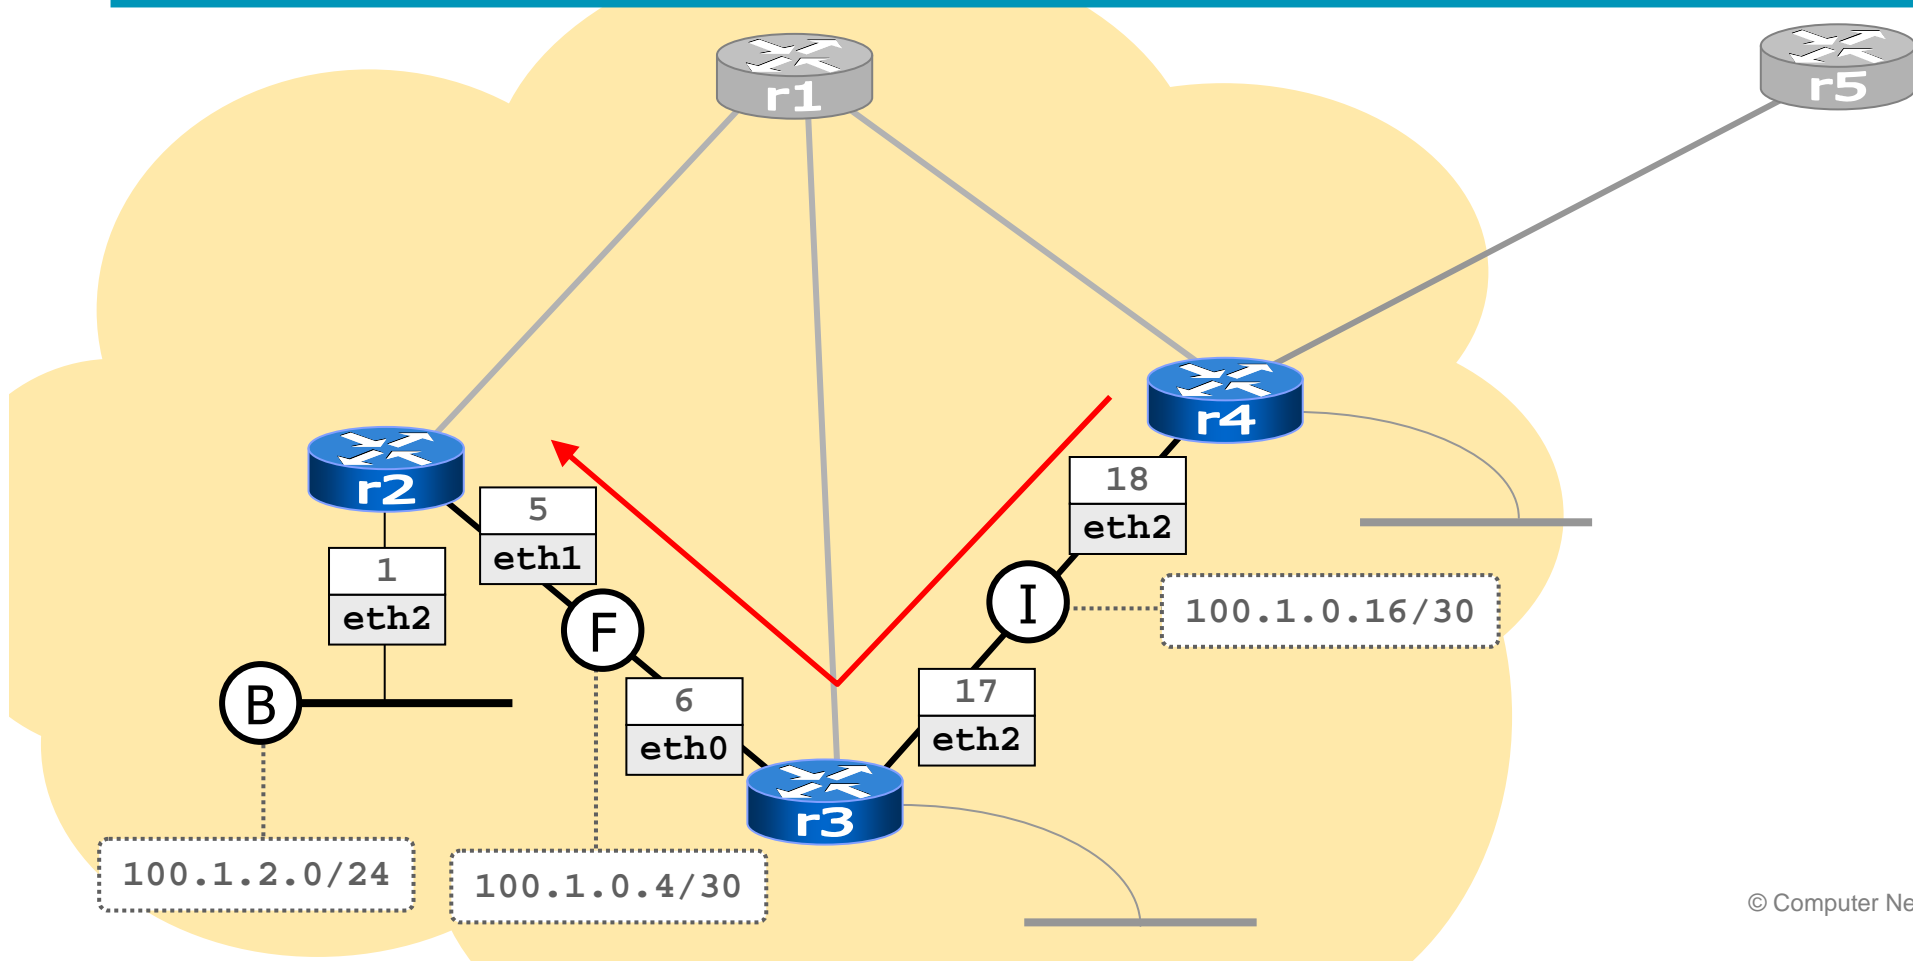 r1
r5
r4
18
eth2
r2
5
eth1
1
eth2
F
I
100.1.0.16/30
B
6
eth0
17
eth2
r3
100.1.2.0/24
100.1.0.4/30
© Computer Ne